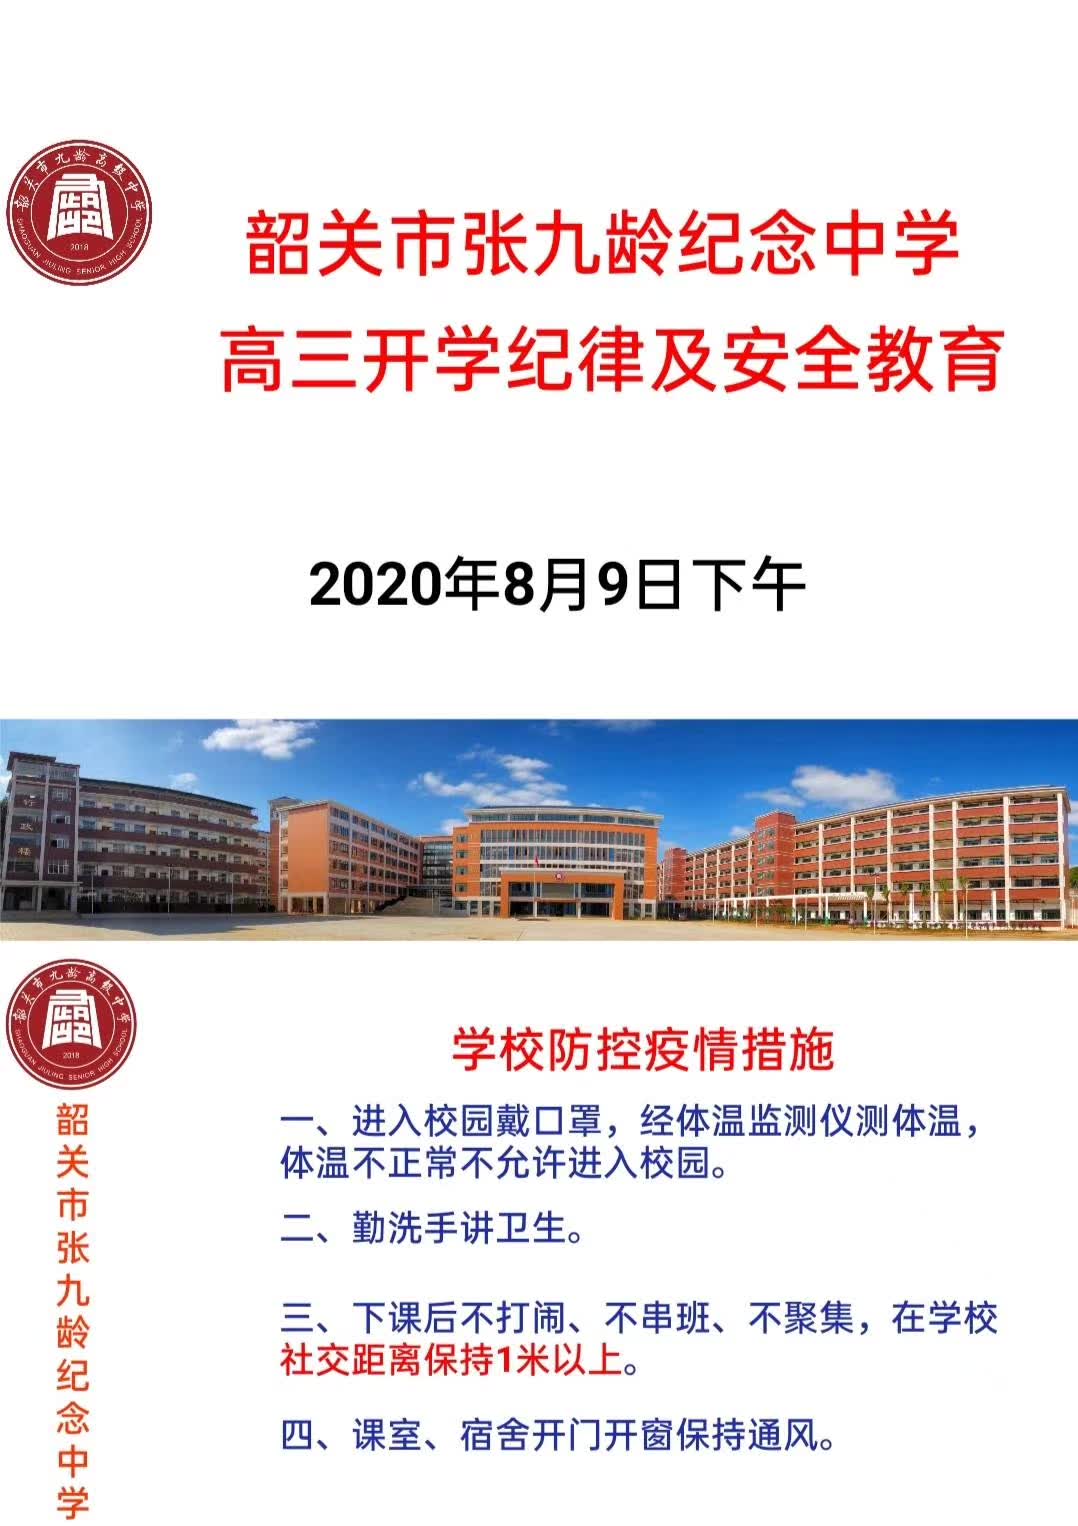 韶关市九龄高级中学
2018
SHAOGUAN JIULING SENIOR HIGH SCHOOL
韶关市张九龄纪念中学
高三开学纪律及安全教育
2020年8月9日下午
行政楼
韶关市九龄高级中学
2018
SHAOGUAN JIULING SENIOR HIGH SCHOOL
韶关市张九龄纪念中学
学校防控疫情措施
一、进入校园戴口罩，经体温监测仪测体温，
体温不正常不允许进入校园。
二、勤洗手讲卫生。
三、下课后不打闹、不串班、不聚集，在学校
社交距离保持1米以上。
四、课室、宿舍开门开窗保持通风。